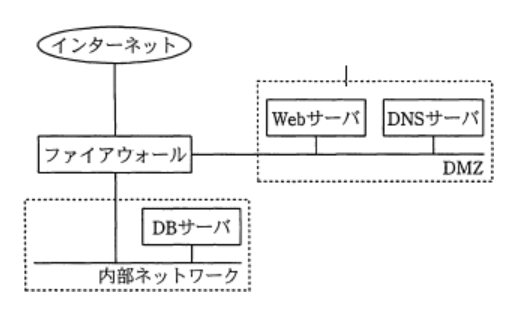 インターネット
Webサーバ
DNSサーバ
ファイアウォール
DMZ
DBサーバ
内部ネットワーク